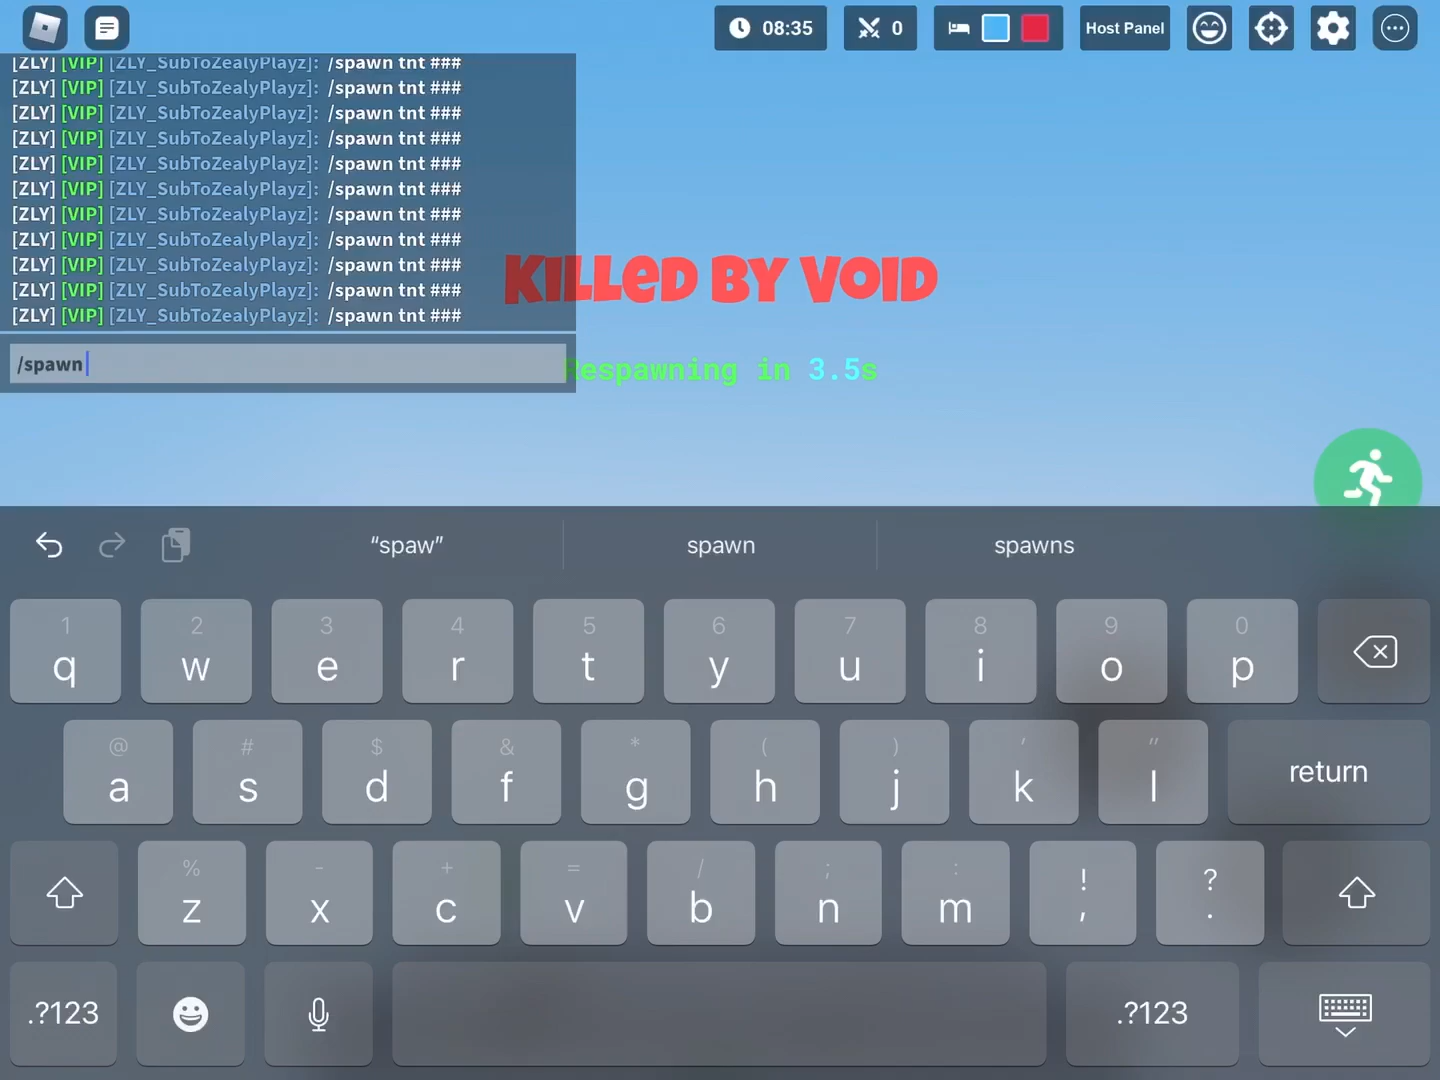 08:35
0
Host Panel
[ZLY] [VIP] [ZLY_SubToZealyPlayz]: /spawn tnt ###
[ZLY] [VIP] [ZLY_SubToZealyPlayz]: /spawn tnt ###
[ZLY] [VIP] [ZLY_SubToZealyPlayz]: /spawn tnt ###
[ZLY] [VIP] [ZLY_SubToZealyPlayz]: /spawn tnt ###
[ZLY] [VIP] [ZLY_SubToZealyPlayz]: /spawn tnt ###
[ZLY] [VIP] [ZLY_SubToZealyPlayz]: /spawn tnt ###
[ZLY] [VIP] [ZLY_SubToZealyPlayz]: /spawn tnt ###
[ZLY] [VIP] [ZLY_SubToZealyPlayz]: /spawn tnt ###
[ZLY] [VIP] [ZLY_SubToZealyPlayz]: /spawn tnt ###
[ZLY] [VIP] [ZLY_SubToZealyPlayz]: /spawn tnt ###
[ZLY] [VIP] [ZLY_SubToZealyPlayz]: /spawn tnt ###
KILLED BY VOID
/spawn
Respawning in 3.5s
“spaw” spawn spawns
1 2 3 4 5 6 7 8 9 0
q w e r t y u i o p
@ # $ & * ( ) ' "
a s d f g h j k l return
% - + = / ; : ! ?
z x c v b n m , .
.?123 .?123